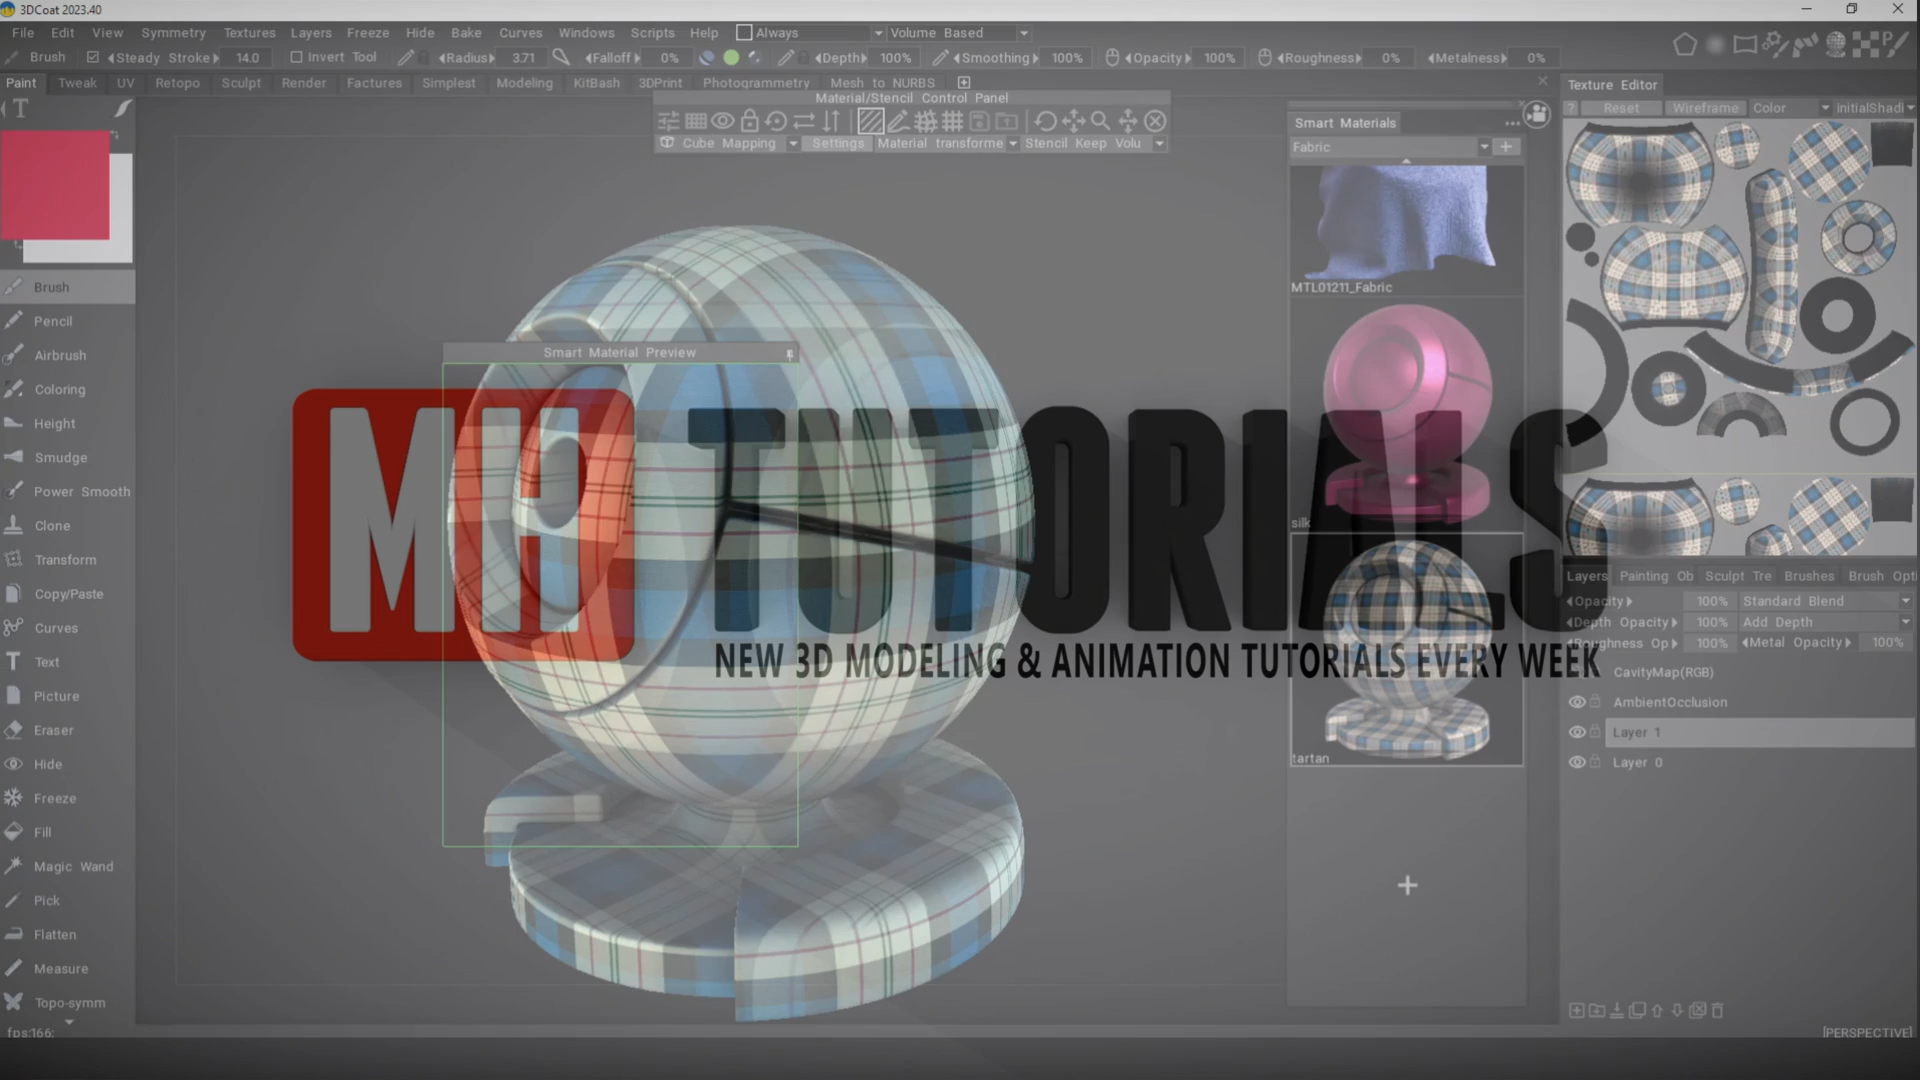 3DCoat 2023.40
File Edit View Symmetry Textures Layers Freeze Hide Bake Curves Windows Scripts Help Always Volume Based
Brush Steady Stroke 14.0 Invert Tool Radius 3.71 Falloff 0% Depth 100% Smoothing 100% Opacity 100% Roughness 0% Metalness 0%
Paint Tweak UV Retopo Sculpt Render Factures Simplest Modeling KitBash 3DPrint Photogrammetry Mesh to NURBS
Material/Stencil Control Panel
Cube Mapping Settings Material transforme Stencil Keep Volu
T
Brush
Pencil
Airbrush
Coloring
Height
Smudge
Power Smooth
Clone
Transform
Copy/Paste
Curves
Text
Picture
Eraser
Hide
Freeze
Fill
Magic Wand
Pick
Flatten
Measure
Topo-symm
fps:166:
Smart Material Preview
MH TUTORIALS
NEW 3D MODELING & ANIMATION TUTORIALS EVERY WEEK
Smart Materials
Fabric
MTL01211_Fabric
silk
tartan
Texture Editor
? Reset Wireframe Color initialShadi
Layers Painting Ob Sculpt Tre Brushes Brush Opti
Opacity 100% Standard Blend
Depth Opacity 100% Add Depth
Roughness Op 100% Metal Opacity 100%
CavityMap(RGB)
AmbientOcclusion
Layer 1
Layer 0
[PERSPECTIVE]